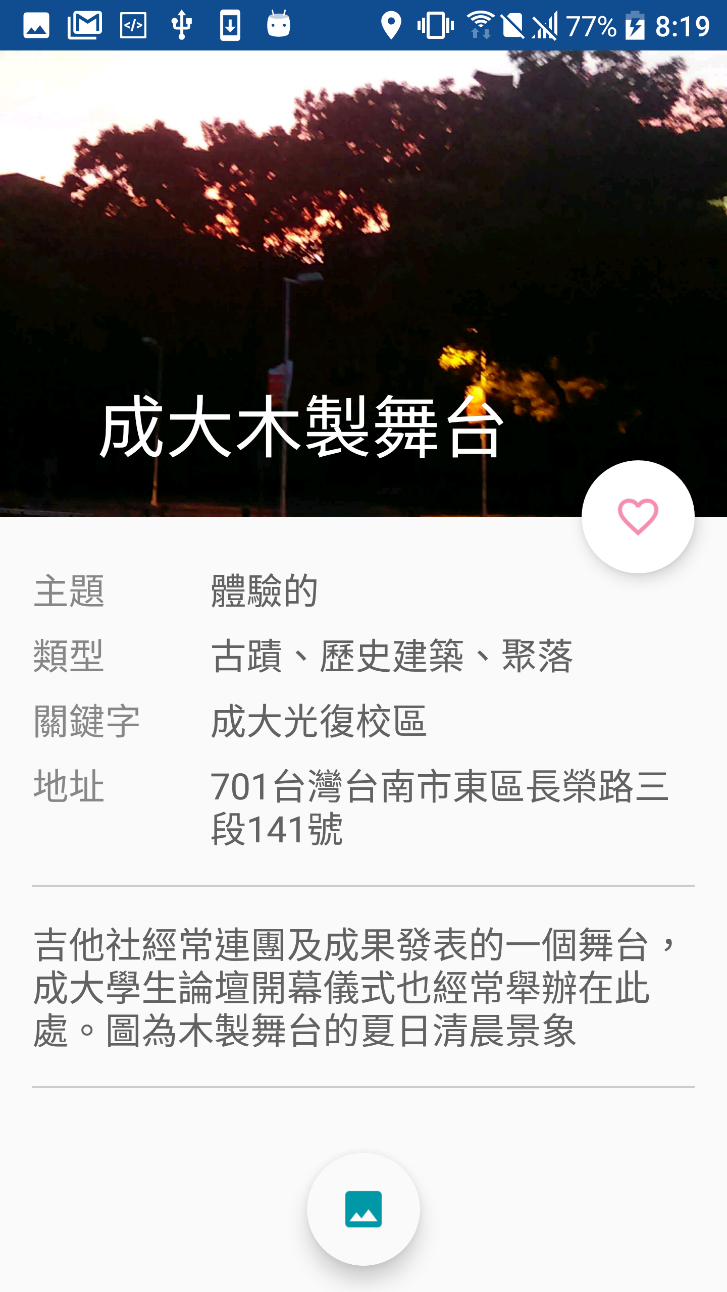 77% 8:19
成大木製舞台
主題 體驗的
類型 古蹟、歷史建築、聚落
關鍵字 成大光復校區
地址 701台灣台南市東區長榮路三
段141號
吉他社經常連團及成果發表的一個舞台，
成大學生論壇開幕儀式也經常舉辦在此
處。圖為木製舞台的夏日清晨景象